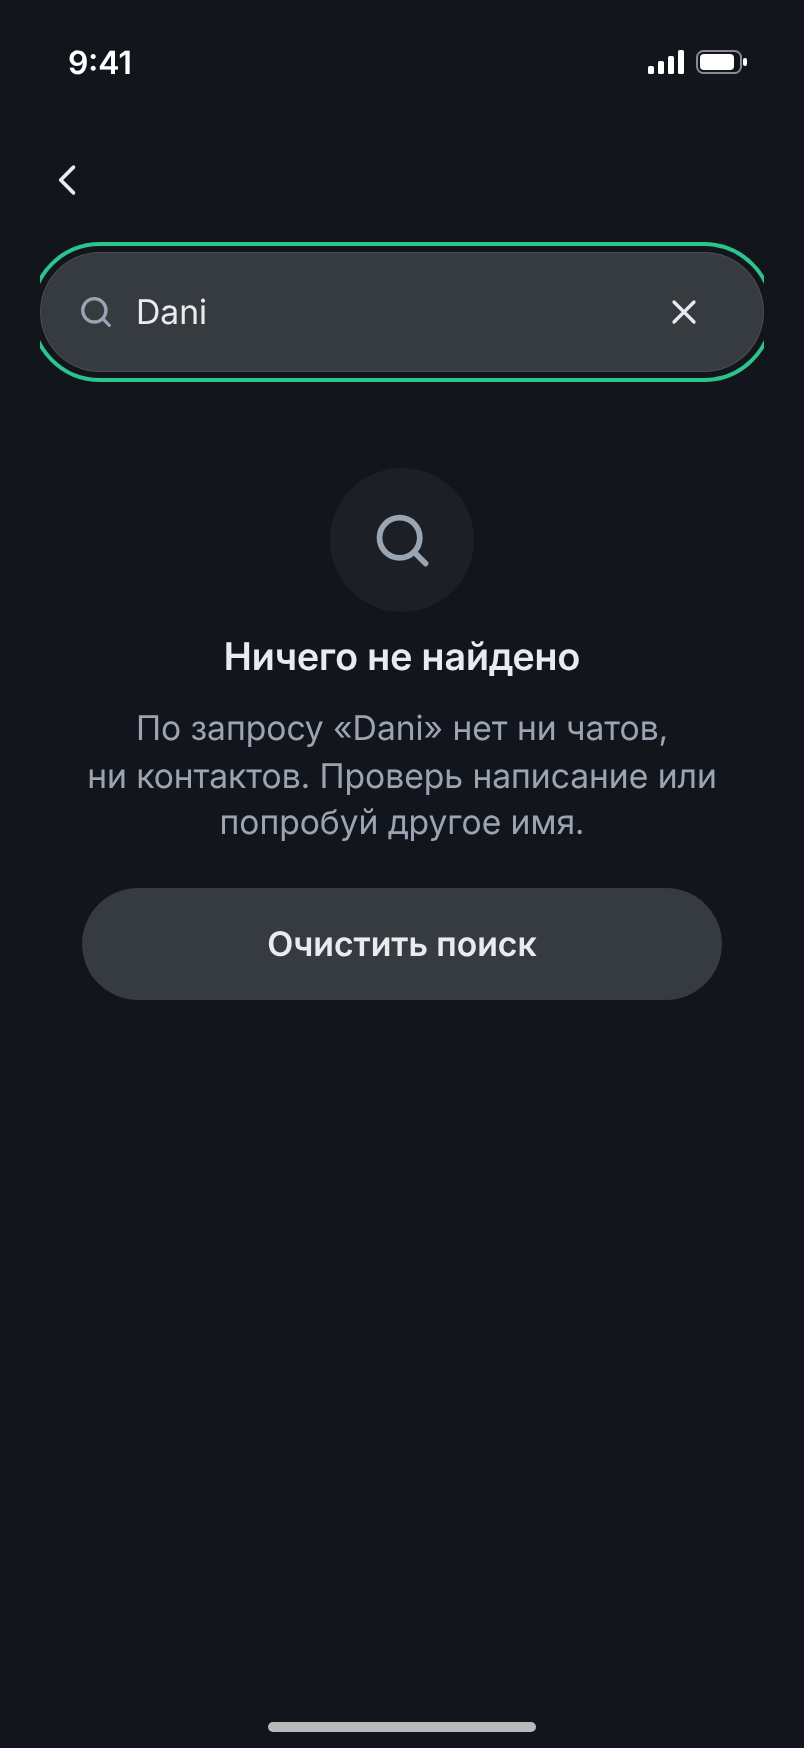 9:41
Dani
Ничего не найдено
По запросу «Dani» нет ни чатов,
ни контактов. Проверь написание или
попробуй другое имя.
Очистить поиск